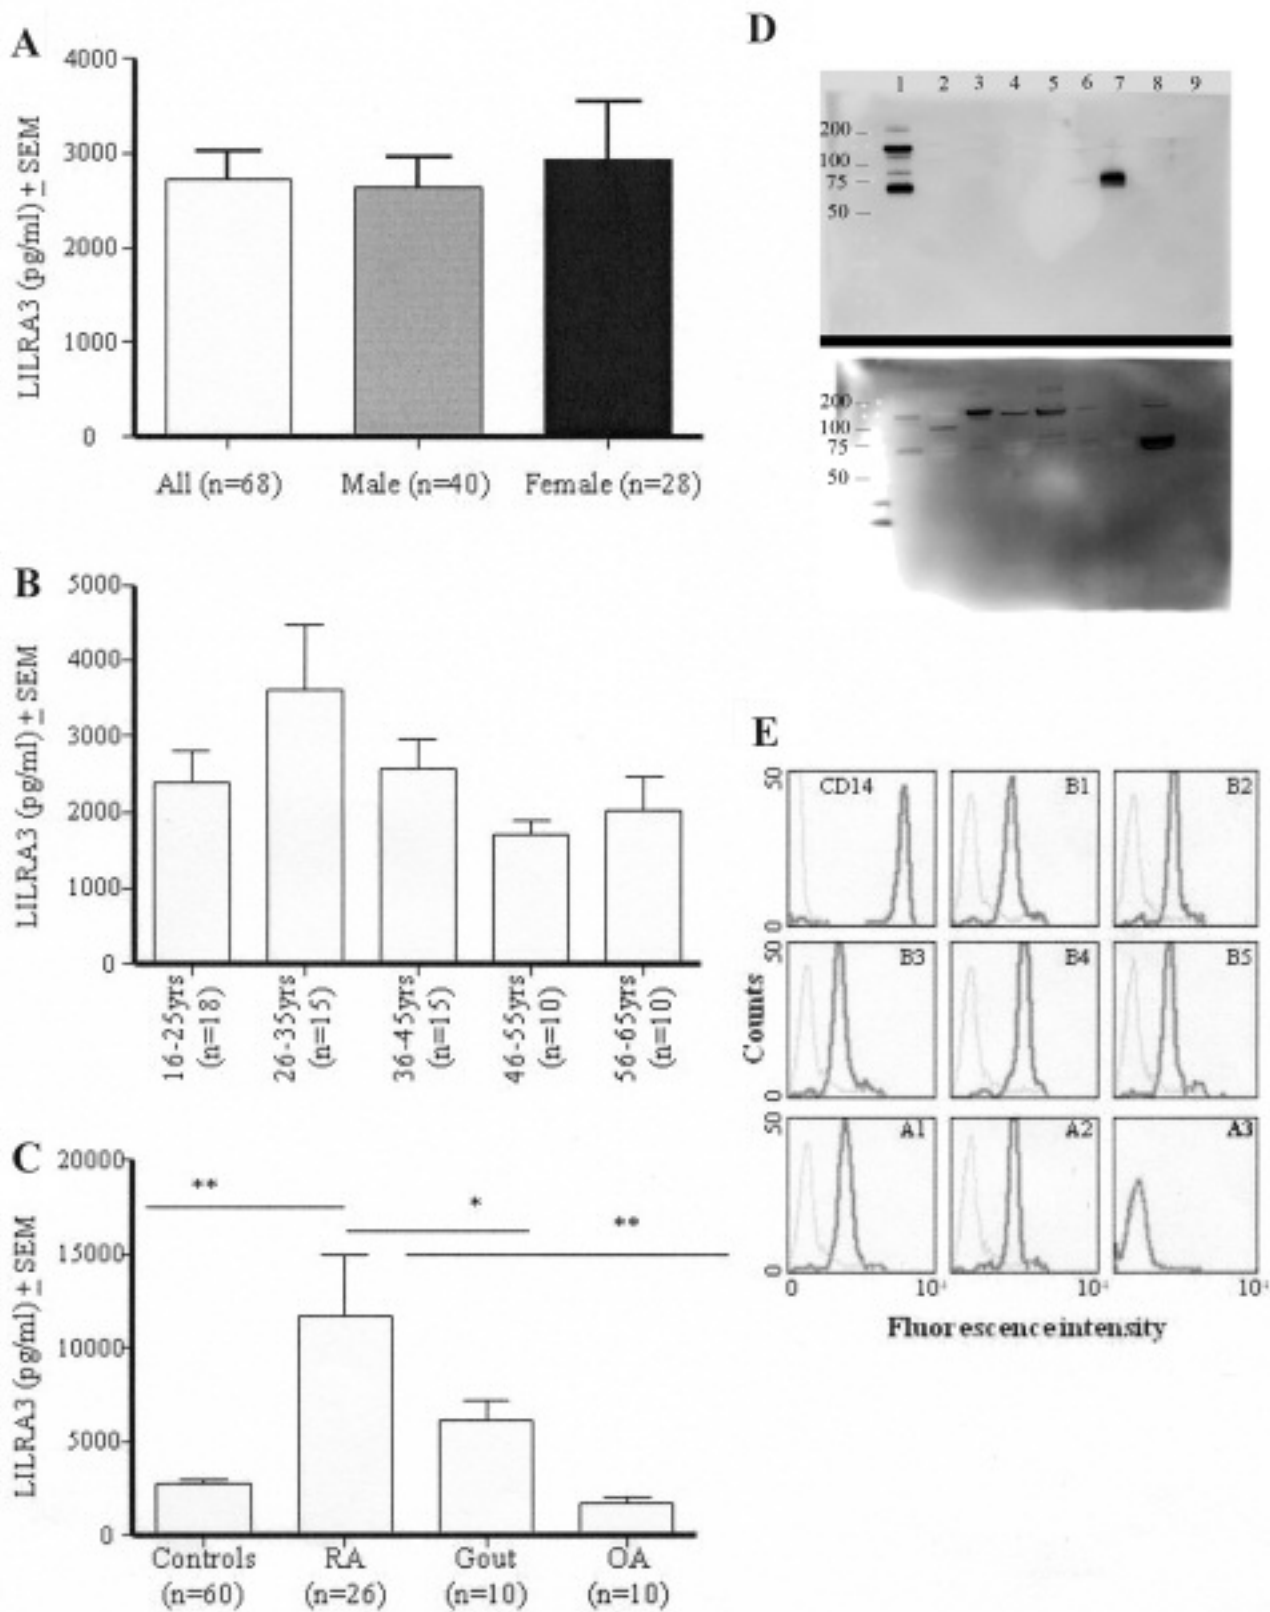 A
LILRA3 (pg/ml) ± SEM
4000
3000
2000
1000
0
All (n=68)
Male (n=40)
Female (n=28)
B
LILRA3 (pg/ml) ± SEM
5000
4000
3000
2000
1000
0
16-25yrs
(n=18)
26-35yrs
(n=15)
36-45yrs
(n=15)
46-55yrs
(n=10)
56-65yrs
(n=10)
C
LILRA3 (pg/ml) ± SEM
20000
15000
10000
5000
0
**
*
**
Controls
(n=60)
RA
(n=26)
Gout
(n=10)
OA
(n=10)
D
1 2 3 4 5 6 7 8 9
200
100
75
50
200
100
75
50
E
Counts
50
0
CD14
B1
B2
50
0
B3
B4
B5
50
0
A1
A2
A3
0
10⁴
10⁴
10⁴
Fluorescence intensity